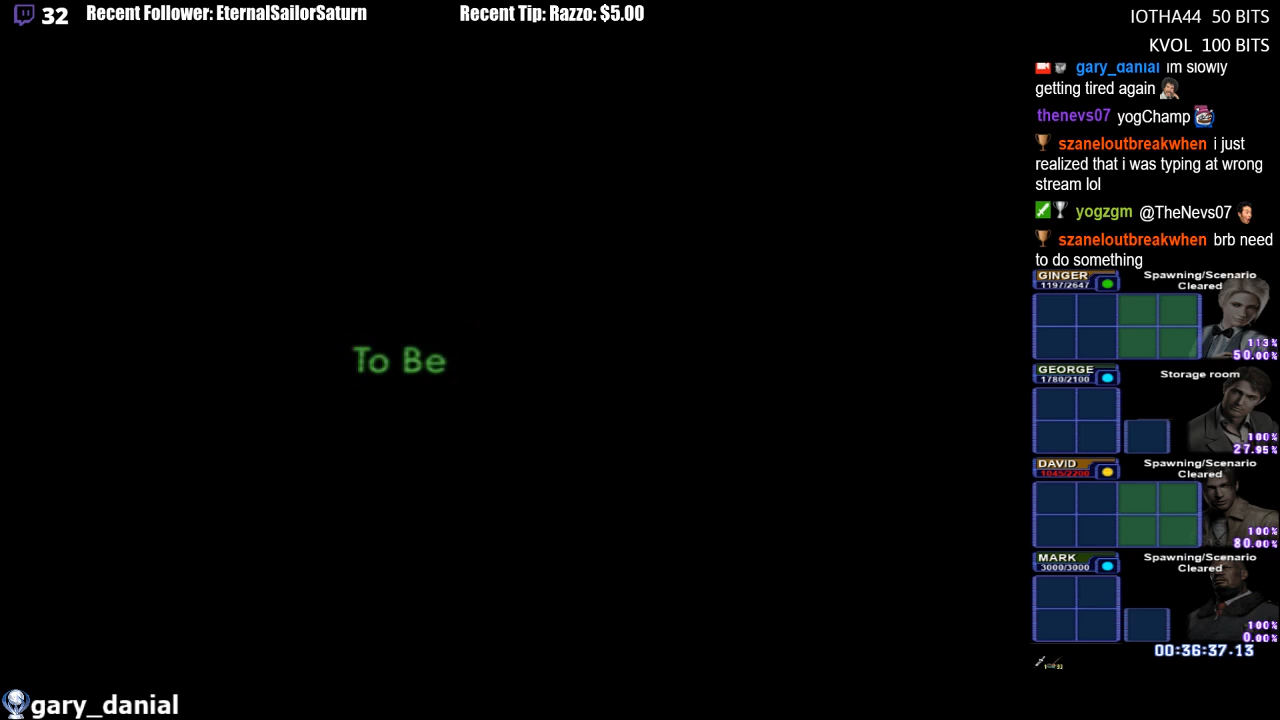 32 Recent Follower: EternalSailorSaturn Recent Tip: Razzo: $5.00
IOTHA44 50 BITS
KVOL 100 BITS
gary_danial im slowly
getting tired again
thenevs07 yogChamp
szaneloutbreakwhen i just
realized that i was typing at wrong
stream lol
yogzgm @TheNevs07
szaneloutbreakwhen brb need
to do something
GINGER Spawning/Scenario
1197/2647 Cleared
113%
50.00%
To Be
GEORGE Storage room
1780/2100
100%
27.95%
DAVID Spawning/Scenario
1045/2200 Cleared
100%
80.00%
MARK Spawning/Scenario
3000/3000 Cleared
100%
0.00%
00:36:37.13
gary_danial